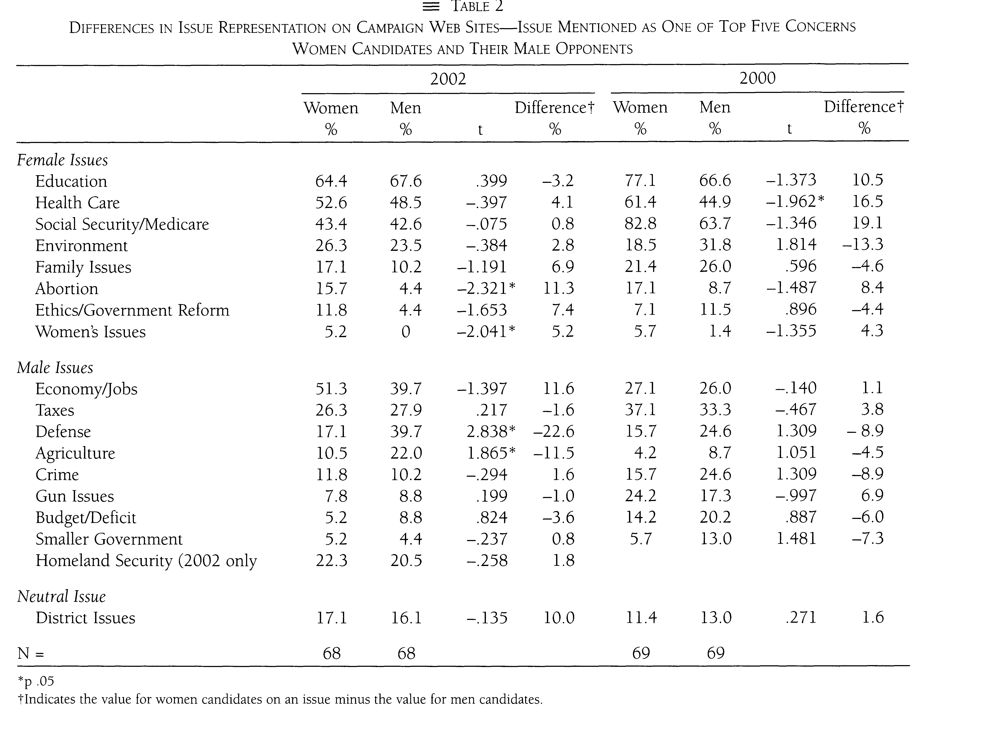 ≡ TABLE 2
DIFFERENCES IN ISSUE REPRESENTATION ON CAMPAIGN WEB SITES—ISSUE MENTIONED AS ONE OF TOP FIVE CONCERNS
WOMEN CANDIDATES AND THEIR MALE OPPONENTS
2002 2000
Women Men Difference† Women Men Difference†
% % t % % % t %
Female Issues
Education 64.4 67.6 .399 –3.2 77.1 66.6 –1.373 10.5
Health Care 52.6 48.5 –.397 4.1 61.4 44.9 –1.962* 16.5
Social Security/Medicare 43.4 42.6 –.075 0.8 82.8 63.7 –1.346 19.1
Environment 26.3 23.5 –.384 2.8 18.5 31.8 1.814 –13.3
Family Issues 17.1 10.2 –1.191 6.9 21.4 26.0 .596 –4.6
Abortion 15.7 4.4 –2.321* 11.3 17.1 8.7 –1.487 8.4
Ethics/Government Reform 11.8 4.4 –1.653 7.4 7.1 11.5 .896 –4.4
Women's Issues 5.2 0 –2.041* 5.2 5.7 1.4 –1.355 4.3
Male Issues
Economy/Jobs 51.3 39.7 –1.397 11.6 27.1 26.0 –.140 1.1
Taxes 26.3 27.9 .217 –1.6 37.1 33.3 –.467 3.8
Defense 17.1 39.7 2.838* –22.6 15.7 24.6 1.309 – 8.9
Agriculture 10.5 22.0 1.865* –11.5 4.2 8.7 1.051 –4.5
Crime 11.8 10.2 –.294 1.6 15.7 24.6 1.309 –8.9
Gun Issues 7.8 8.8 .199 –1.0 24.2 17.3 –.997 6.9
Budget/Deficit 5.2 8.8 .824 –3.6 14.2 20.2 .887 –6.0
Smaller Government 5.2 4.4 –.237 0.8 5.7 13.0 1.481 –7.3
Homeland Security (2002 only 22.3 20.5 –.258 1.8
Neutral Issue
District Issues 17.1 16.1 –.135 10.0 11.4 13.0 .271 1.6
N = 68 68 69 69
*p .05
†Indicates the value for women candidates on an issue minus the value for men candidates.